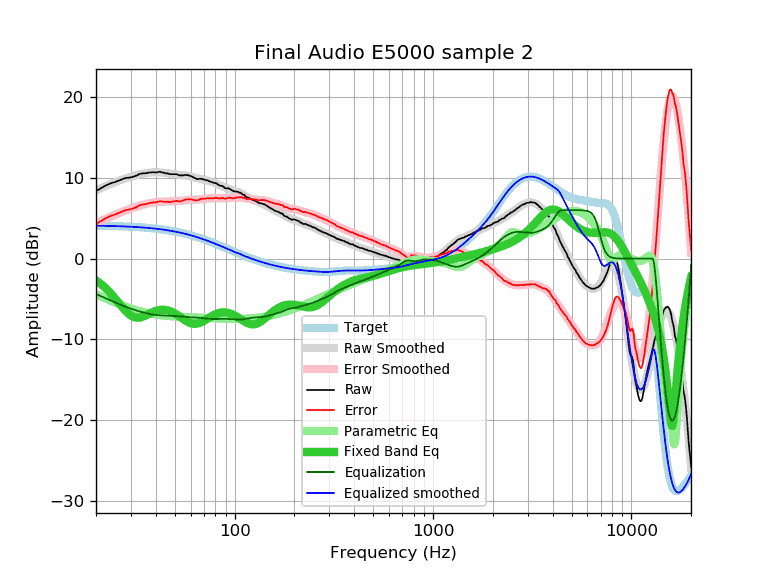 Final Audio E5000 sample 2
20
10
0
−10
−20
−30
Amplitude (dBr)
Target
Raw Smoothed
Error Smoothed
Raw
Error
Parametric Eq
Fixed Band Eq
Equalization
Equalized smoothed
100
1000
10000
Frequency (Hz)